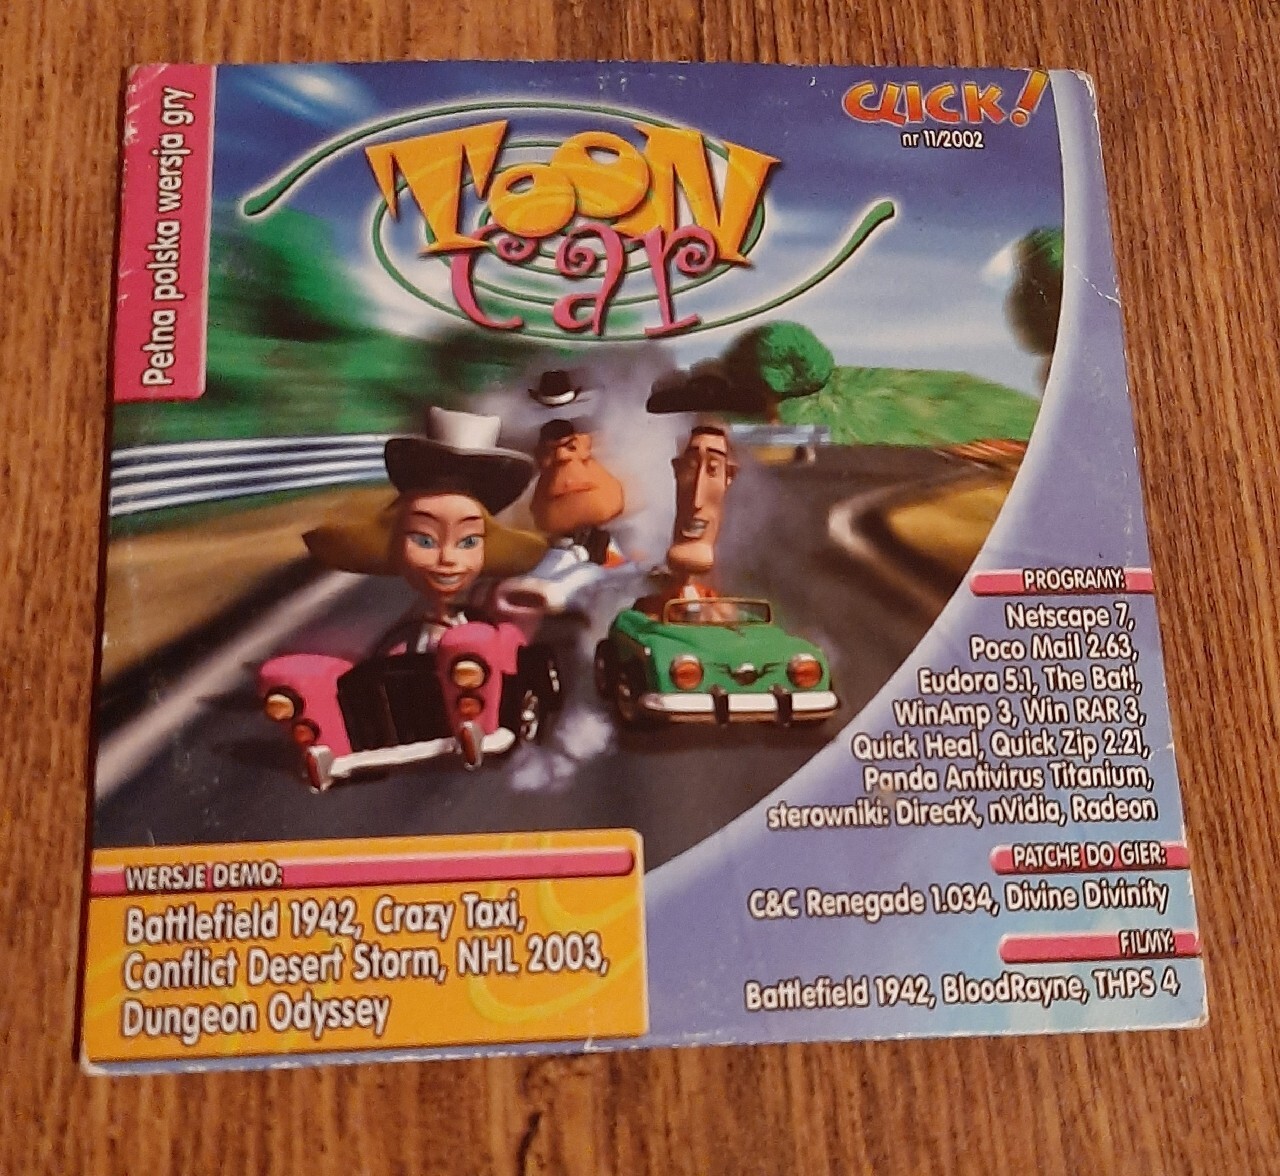 Pełna polska wersja gry
CLICK!
nr 11/2002
TOON
car
PROGRAMY:
Netscape 7,
Poco Mail 2.63,
Eudora 5.1, The Bat!,
WinAmp 3, Win RAR 3,
Quick Heal, Quick Zip 2.21,
Panda Antivirus Titanium,
sterowniki: DirectX, nVidia, Radeon
PATCHE DO GIER:
C&C Renegade 1.034, Divine Divinity
FILMY:
Battlefield 1942, BloodRayne, THPS 4
WERSJE DEMO:
Battlefield 1942, Crazy Taxi,
Conflict Desert Storm, NHL 2003,
Dungeon Odyssey